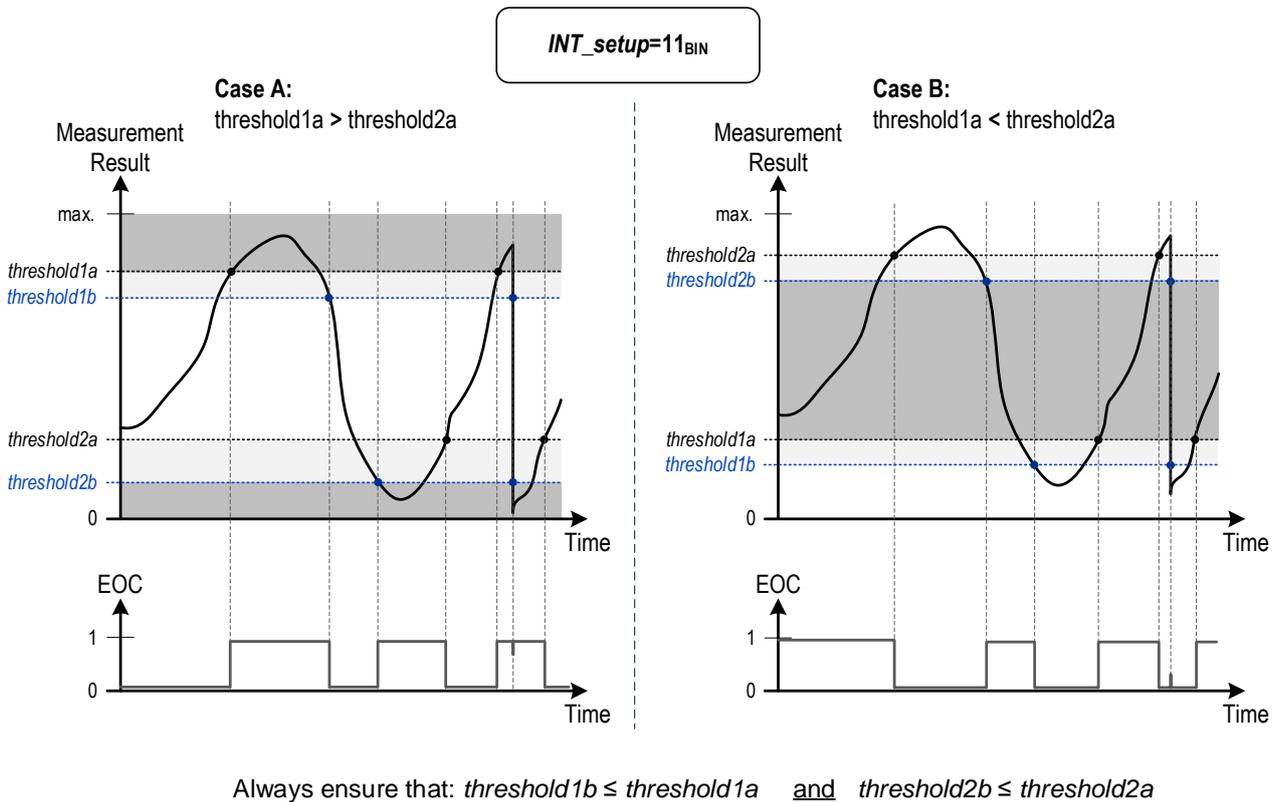 INT_setup=11BIN
Case A:
threshold1a > threshold2a
Measurement
Result
max.
threshold1a
threshold1b
threshold2a
threshold2b
0
Time
EOC
1
0
Time
Case B:
threshold1a < threshold2a
Measurement
Result
max.
threshold2a
threshold2b
threshold1a
threshold1b
0
Time
EOC
1
0
Time
Always ensure that: threshold1b ≤ threshold1a and threshold2b ≤ threshold2a